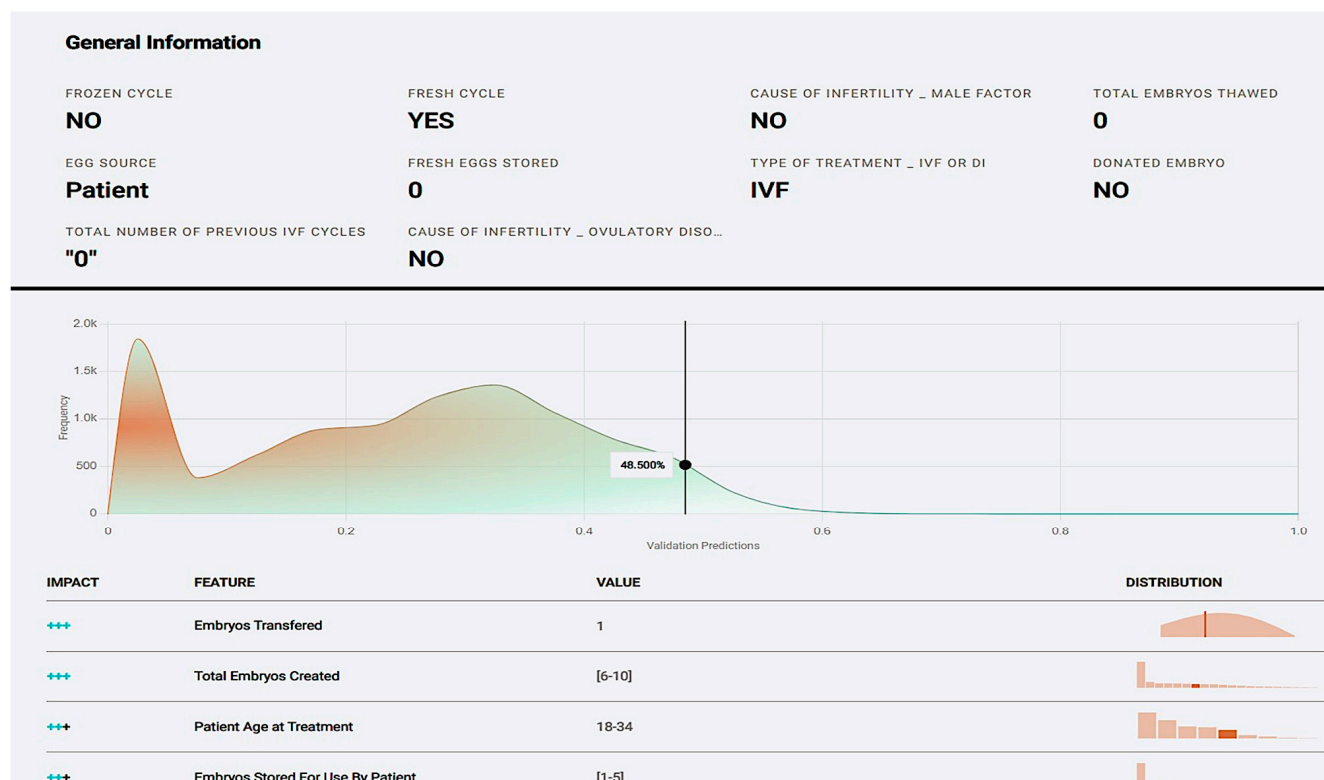 General Information
FROZEN CYCLE FRESH CYCLE CAUSE OF INFERTILITY _ MALE FACTOR TOTAL EMBRYOS THAWED
NO YES NO 0
EGG SOURCE FRESH EGGS STORED TYPE OF TREATMENT _ IVF OR DI DONATED EMBRYO
Patient 0 IVF NO
TOTAL NUMBER OF PREVIOUS IVF CYCLES CAUSE OF INFERTILITY _ OVULATORY DISO...
"0" NO
2.0k
1.5k
1.0k
500
0
Frequency
48.500%
0 0.2 0.4 0.6 0.8 1.0
Validation Predictions
IMPACT FEATURE VALUE DISTRIBUTION
+++ Embryos Transfered 1
+++ Total Embryos Created [6-10]
+++ Patient Age at Treatment 18-34
+++ Embryos Stored For Use By Patient [1-5]